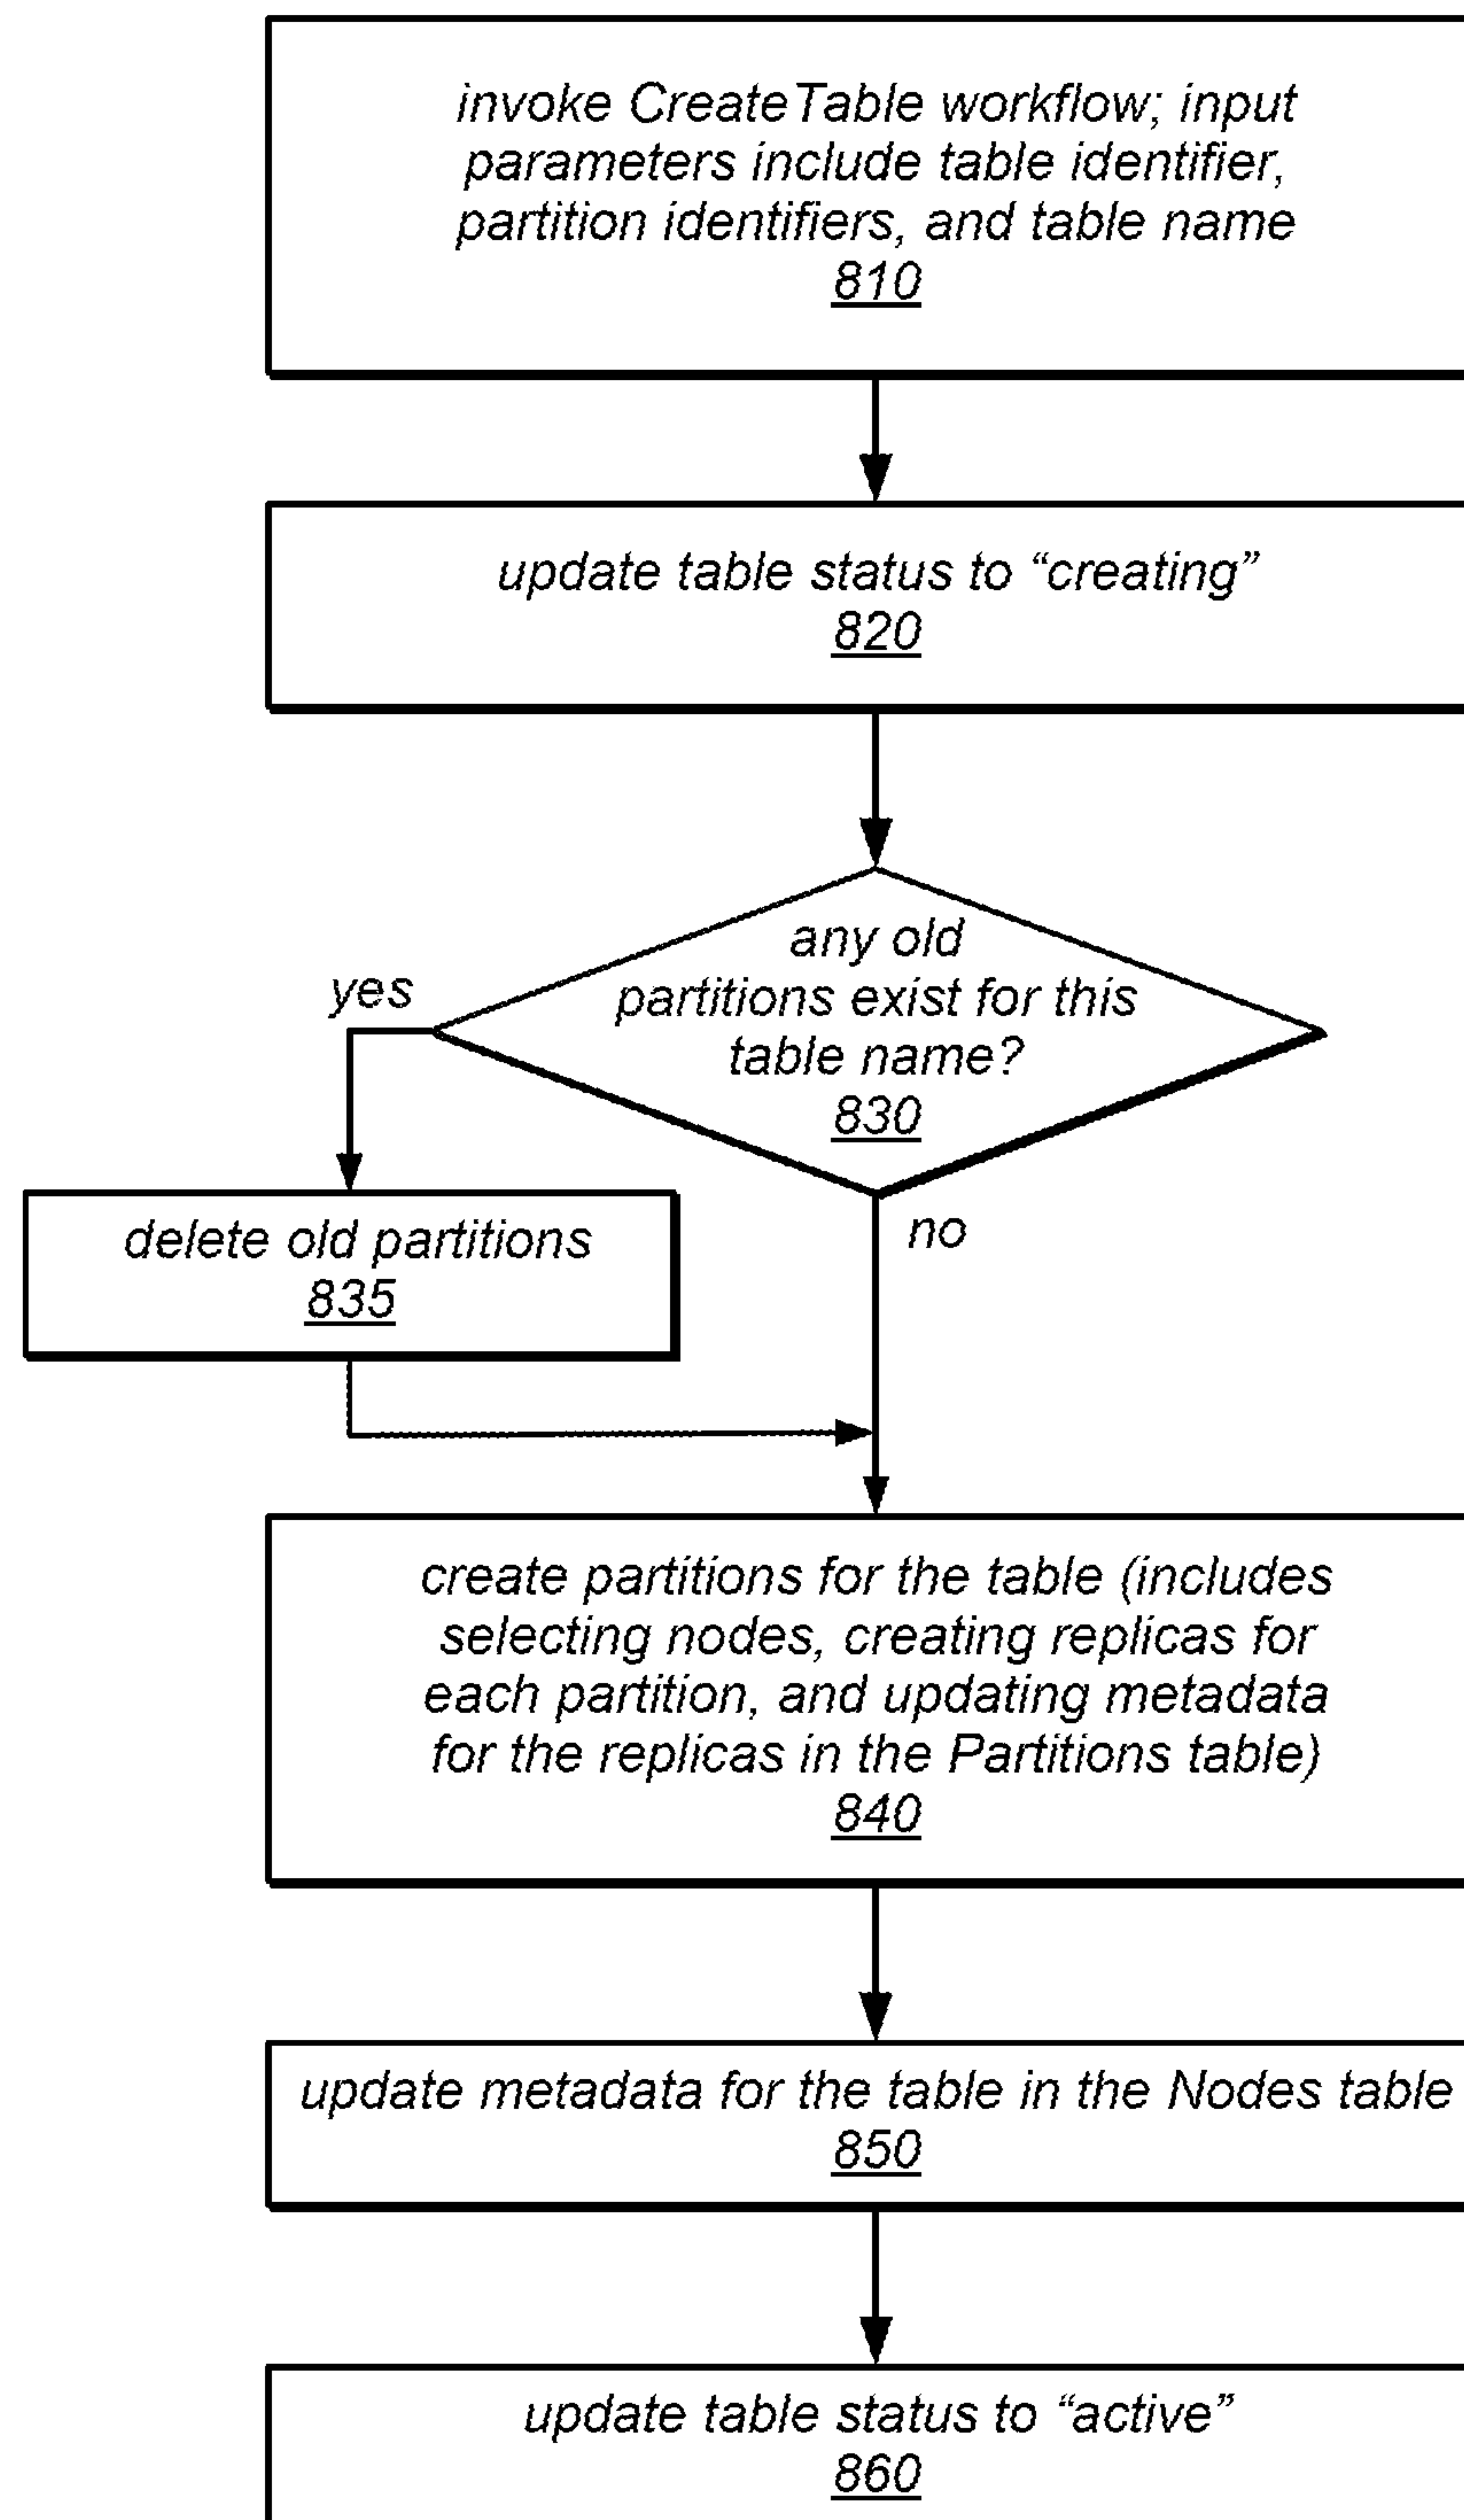 invoke CreateTable workflow; input
parameters include table identifier,
partition identifiers, and table name
810
update table status to “creating”
820
any old
partitions exist for this
table name?
830
yes
no
delete old partitions
835
create partitions for the table (includes
selecting nodes, creating replicas for
each partition, and updating metadata
for the replicas in the Partitions table)
840
update metadata for the table in the Nodes table
850
update table status to “active”
860